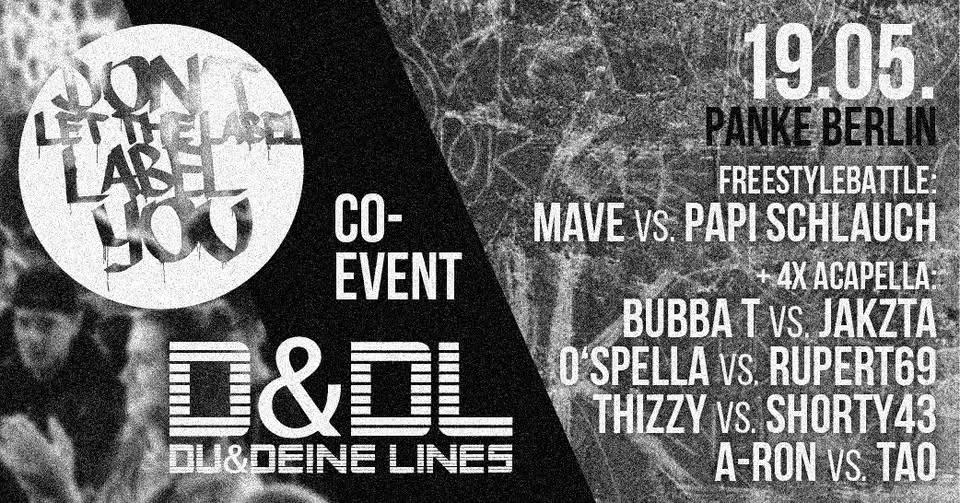 DON'T
LET THE LABEL
LABEL
YOU
CO-
EVENT
D&DL
DU&DEINE LINES
19.05.
PANKE BERLIN
FREESTYLEBATTLE:
MAVE VS. PAPI SCHLAUCH
+ 4X ACAPELLA:
BUBBA T VS. JAKZTA
O‘SPELLA VS. RUPERT69
THIZZY VS. SHORTY43
A-RON VS. TAO